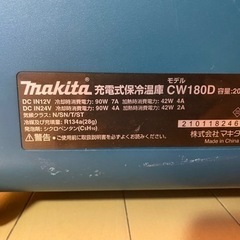 モデル
makita 充電式保冷温庫 CW180D 容量:20
DC IN12V 冷却時消費電力: 90W 7A 加熱時消費電力: 42W 4A
DC IN24V 冷却時消費電力: 90W 4A 加熱時消費電力: 42W 2A
気候クラス: N/SN/T/ST
冷媒及び充填量: R134a(28g)
発泡剤: シクロペンタン(C₅H₁₀)
210118246
株式会社マキタ
Made in China